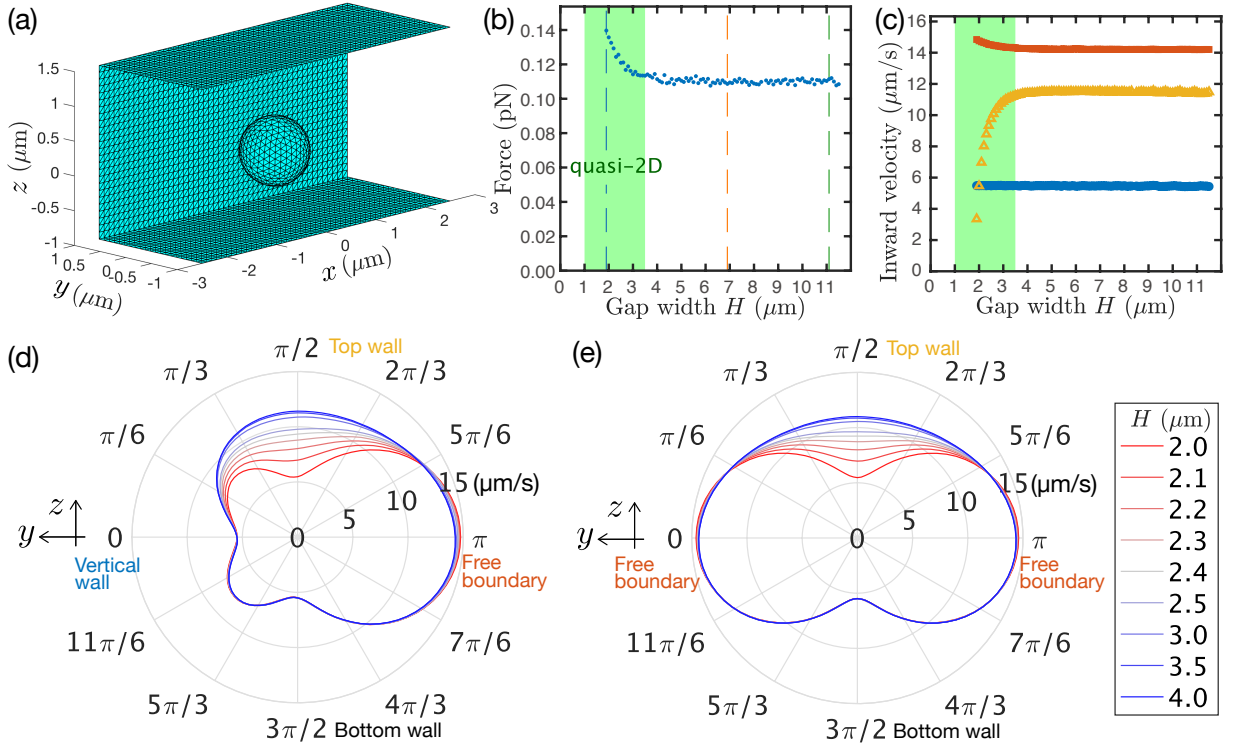 (a)
1.5
1
0.5
0
-0.5
-1
z (μm)
1
0.5
0
-0.5
-1
y (μm)
-3
-2
-1
0
1
2
3
x (μm)
(b)
0.12
0.10
0.08
0.06
0.04
0.02
0.00
Force (pN)
quasi-2D
0 1 2 3 4 5 6 7 8 9 10 11
Gap width H (μm)
(c)
16
14
12
10
8
6
4
2
0
Inward velocity (μm/s)
0 1 2 3 4 5 6 7 8 9 10 11
Gap width H (μm)
(d)
π/2 Top wall
π/3
2π/3
π/6
5π/6
15 (μm/s)
10
5
0
z
y
0
π
Vertical
wall
Free
boundary
11π/6
7π/6
5π/3
4π/3
3π/2 Bottom wall
(e)
π/2 Top wall
π/3
2π/3
π/6
5π/6
15 (μm/s)
10
5
0
z
y
0
π
Free
boundary
Free
boundary
11π/6
7π/6
5π/3
4π/3
3π/2 Bottom wall
H (μm)
2.0
2.1
2.2
2.3
2.4
2.5
3.0
3.5
4.0